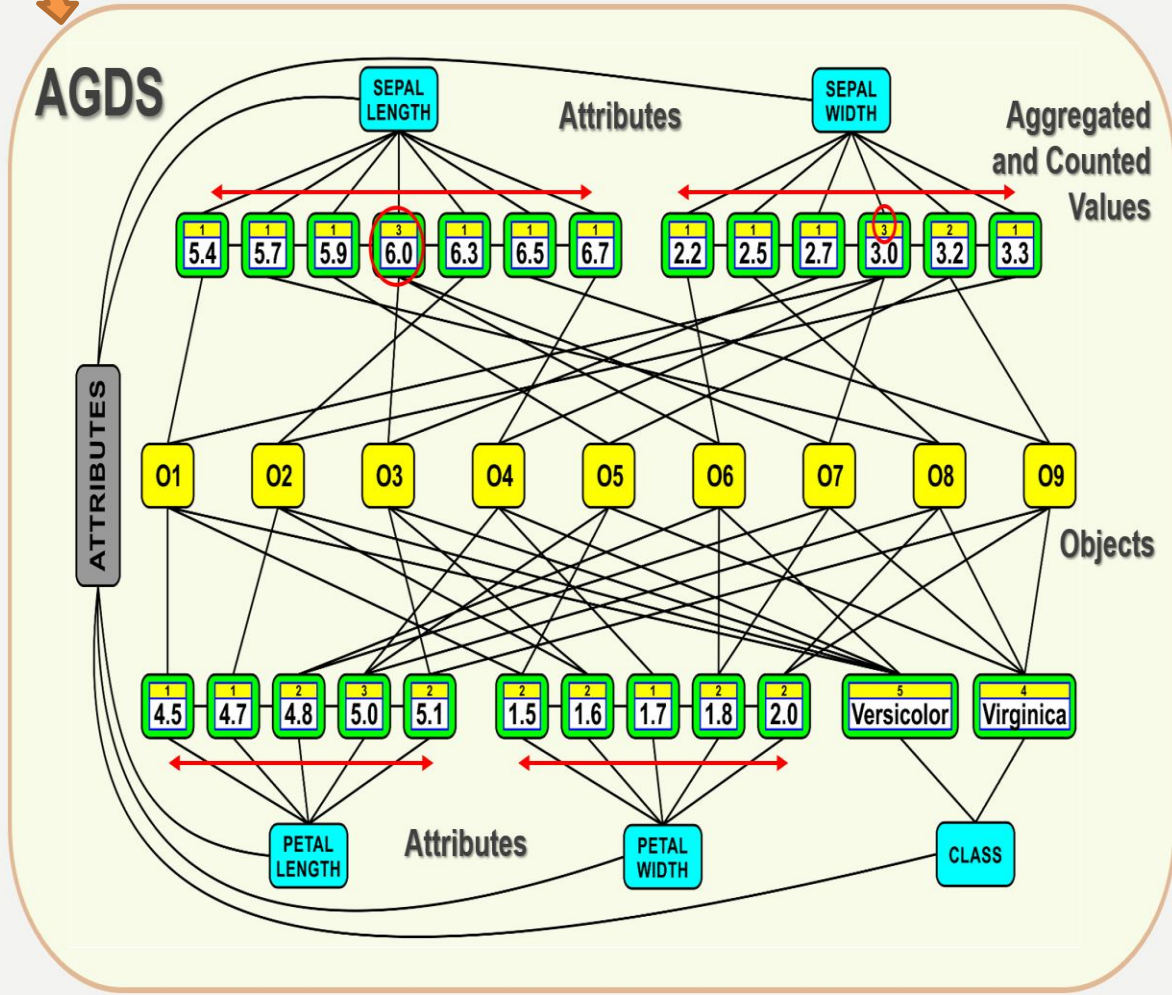 AGDS
SEPAL
LENGTH
Attributes
SEPAL
WIDTH
Aggregated
and Counted
Values
1 1 1 3 1 1 1
5.4 5.7 5.9 6.0 6.3 6.5 6.7
1 1 1 3 2 1
2.2 2.5 2.7 3.0 3.2 3.3
ATTRIBUTES
O1 O2 O3 O4 O5 O6 O7 O8 O9
Objects
1 1 2 3 2
4.5 4.7 4.8 5.0 5.1
2 2 1 2 2
1.5 1.6 1.7 1.8 2.0
5 4
Versicolor Virginica
PETAL
LENGTH
Attributes
PETAL
WIDTH
CLASS